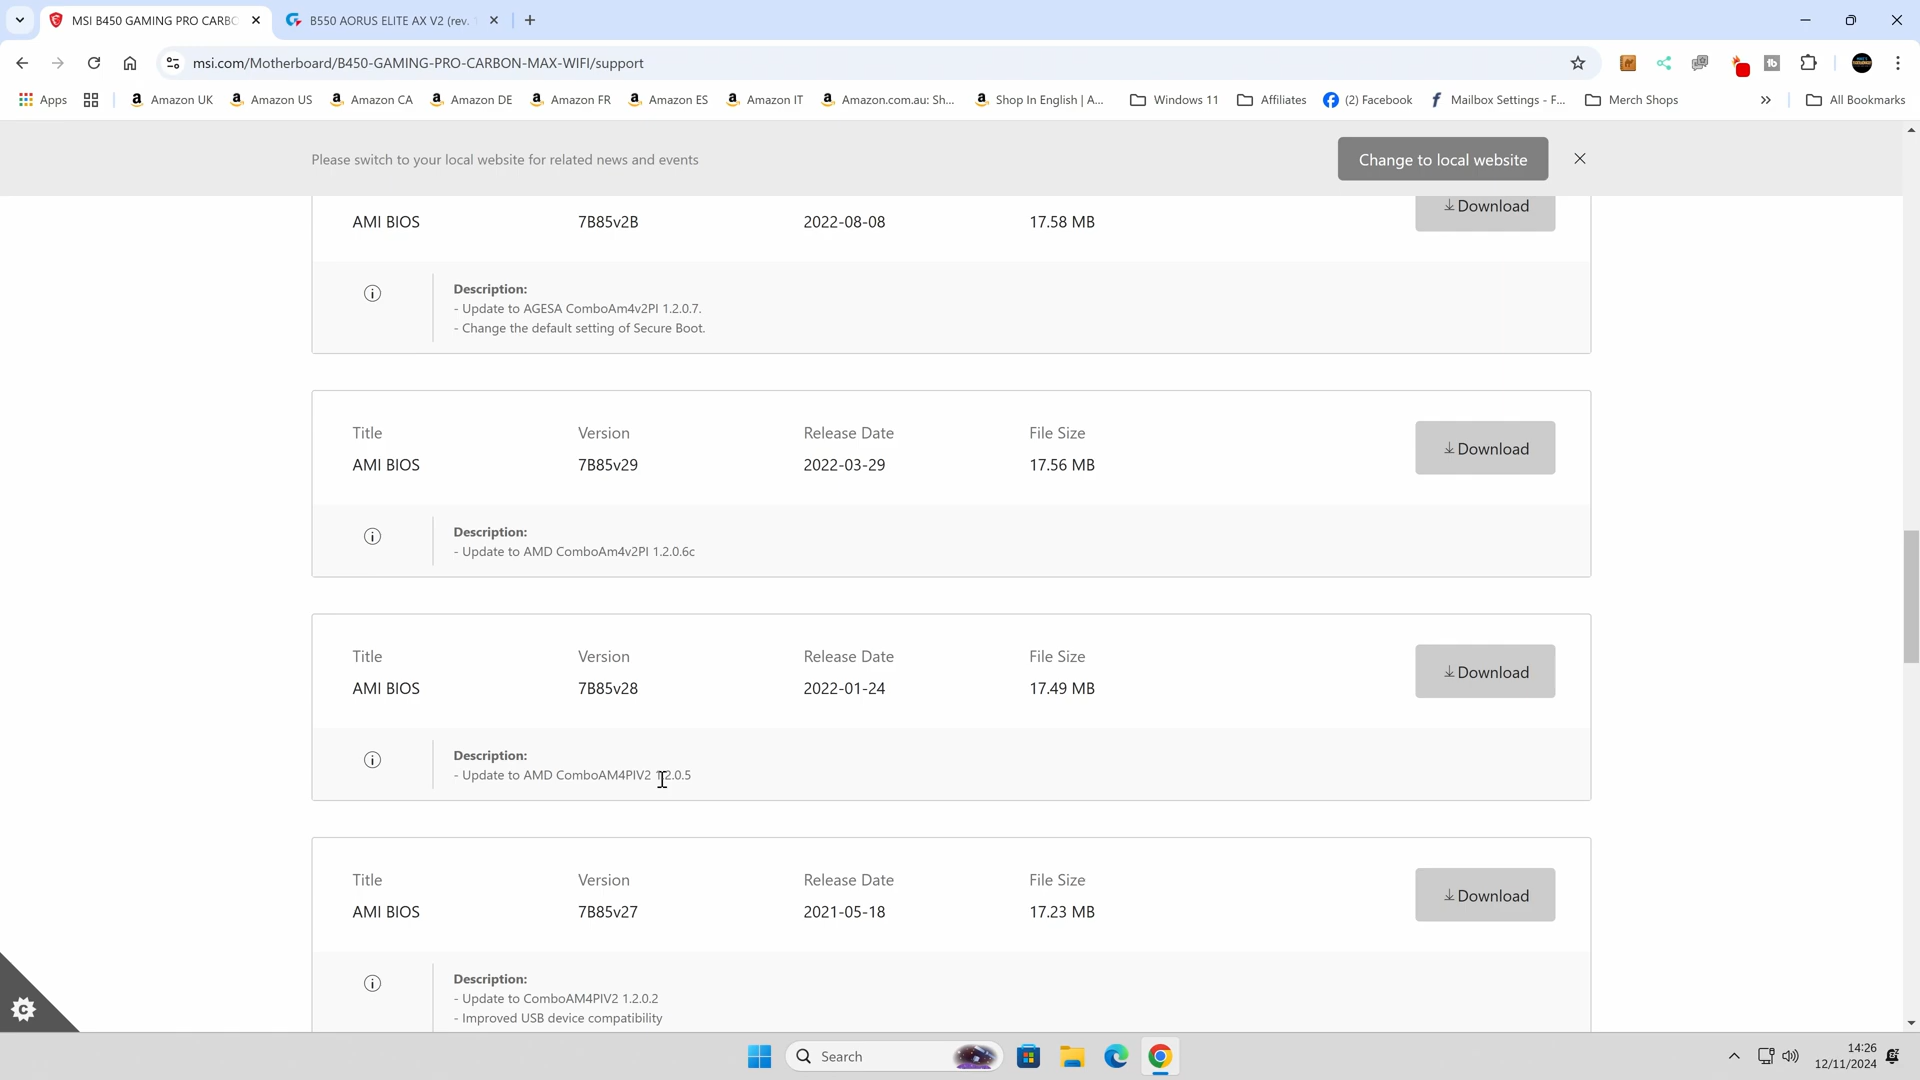 MSI B450 GAMING PRO CARBO
B550 AORUS ELITE AX V2 (rev.
msi.com/Motherboard/B450-GAMING-PRO-CARBON-MAX-WIFI/support
Apps Amazon UK Amazon US Amazon CA Amazon DE Amazon FR Amazon ES Amazon IT Amazon.com.au: Sh... Shop In English | A... Windows 11 Affiliates (2) Facebook Mailbox Settings - F... Merch Shops » All Bookmarks
Please switch to your local website for related news and events Change to local website
AMI BIOS 7B85v2B 2022-08-08 17.58 MB Download
Description:
- Update to AGESA ComboAm4v2PI 1.2.0.7.
- Change the default setting of Secure Boot.
Title Version Release Date File Size
AMI BIOS 7B85v29 2022-03-29 17.56 MB Download
Description:
- Update to AMD ComboAm4v2PI 1.2.0.6c
Title Version Release Date File Size
AMI BIOS 7B85v28 2022-01-24 17.49 MB Download
Description:
- Update to AMD ComboAM4PIV2 1.2.0.5
Title Version Release Date File Size
AMI BIOS 7B85v27 2021-05-18 17.23 MB Download
Description:
- Update to ComboAM4PIV2 1.2.0.2
- Improved USB device compatibility
Search
14:26
12/11/2024